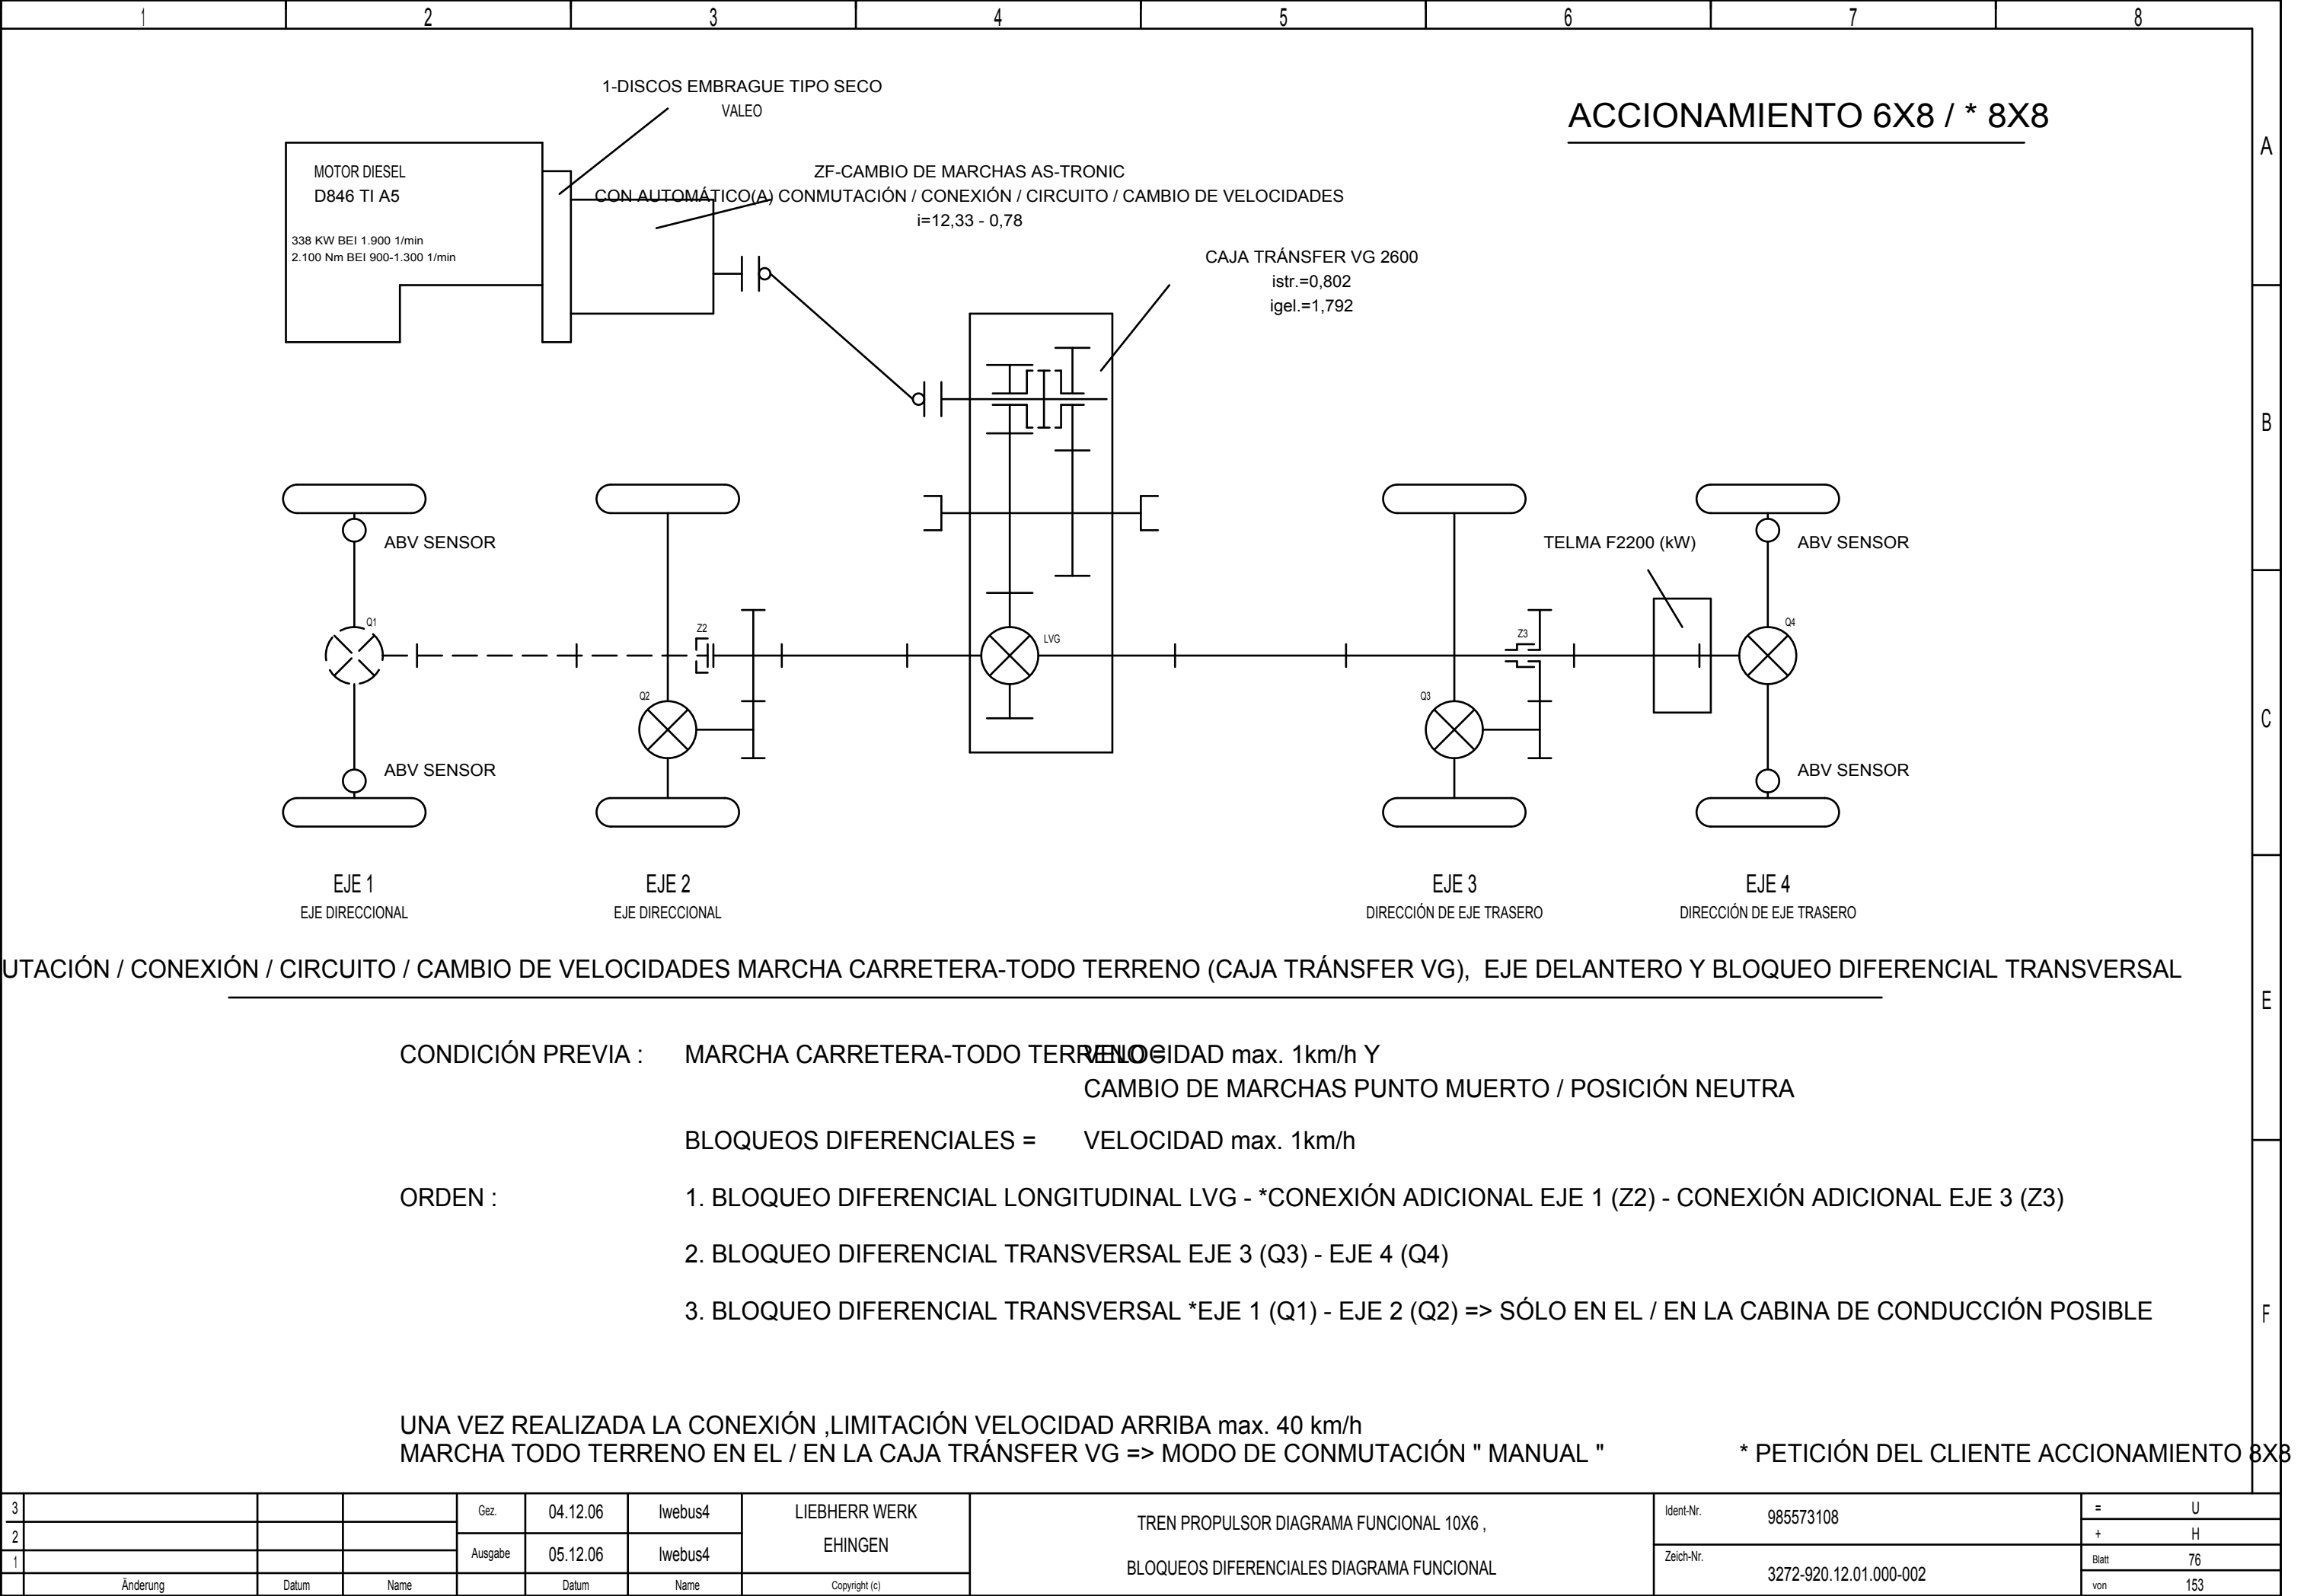 1 2 3 4 5 6 7 8
1-DISCOS EMBRAGUE TIPO SECO
VALEO
ACCIONAMIENTO 6X8 / * 8X8
A
MOTOR DIESEL
D846 TI A5
338 KW BEI 1.900 1/min
2.100 Nm BEI 900-1.300 1/min
ZF-CAMBIO DE MARCHAS AS-TRONIC
CON AUTOMÁTICO(A) CONMUTACIÓN / CONEXIÓN / CIRCUITO / CAMBIO DE VELOCIDADES
i=12,33 - 0,78
CAJA TRÁNSFER VG 2600
istr.=0,802
igel.=1,792
B
ABV SENSOR
TELMA F2200 (kW)
ABV SENSOR
Q1
Z2
LVG
Z3
Q4
Q2
Q3
C
ABV SENSOR
ABV SENSOR
EJE 1
EJE DIRECCIONAL
EJE 2
EJE DIRECCIONAL
EJE 3
DIRECCIÓN DE EJE TRASERO
EJE 4
DIRECCIÓN DE EJE TRASERO
UTACIÓN / CONEXIÓN / CIRCUITO / CAMBIO DE VELOCIDADES MARCHA CARRETERA-TODO TERRENO (CAJA TRÁNSFER VG), EJE DELANTERO Y BLOQUEO DIFERENCIAL TRANSVERSAL
E
CONDICIÓN PREVIA : MARCHA CARRETERA-TODO TERRENO = VELOCIDAD max. 1km/h Y
CAMBIO DE MARCHAS PUNTO MUERTO / POSICIÓN NEUTRA
BLOQUEOS DIFERENCIALES = VELOCIDAD max. 1km/h
ORDEN : 1. BLOQUEO DIFERENCIAL LONGITUDINAL LVG - *CONEXIÓN ADICIONAL EJE 1 (Z2) - CONEXIÓN ADICIONAL EJE 3 (Z3)
2. BLOQUEO DIFERENCIAL TRANSVERSAL EJE 3 (Q3) - EJE 4 (Q4)
3. BLOQUEO DIFERENCIAL TRANSVERSAL *EJE 1 (Q1) - EJE 2 (Q2) => SÓLO EN EL / EN LA CABINA DE CONDUCCIÓN POSIBLE
F
UNA VEZ REALIZADA LA CONEXIÓN ,LIMITACIÓN VELOCIDAD ARRIBA max. 40 km/h
MARCHA TODO TERRENO EN EL / EN LA CAJA TRÁNSFER VG => MODO DE CONMUTACIÓN " MANUAL "
* PETICIÓN DEL CLIENTE ACCIONAMIENTO 8X8
3
2
1
Änderung Datum Name
Gez. 04.12.06 lwebus4
Ausgabe 05.12.06 lwebus4
Datum Name
LIEBHERR WERK
EHINGEN
Copyright (c)
TREN PROPULSOR DIAGRAMA FUNCIONAL 10X6 ,
BLOQUEOS DIFERENCIALES DIAGRAMA FUNCIONAL
Ident-Nr. 985573108
Zeich-Nr. 3272-920.12.01.000-002
= U
+ H
Blatt 76
von 153